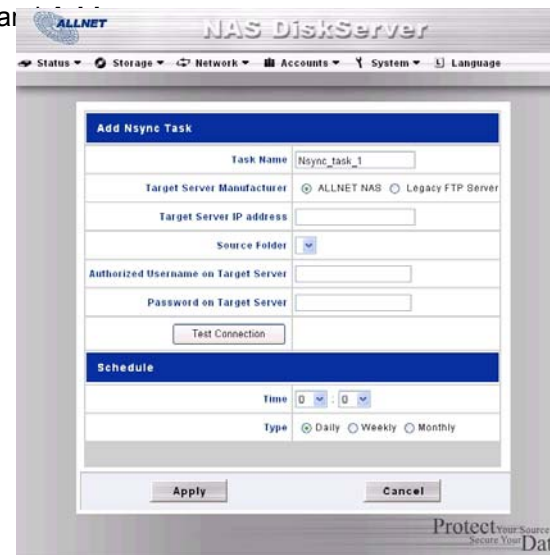 an
ALLNET
NAS DiskServer
Status Storage Network Accounts System Language
Add Nsync Task
Task Name Nsync_task_1
Target Server Manufacturer ALLNET NAS Legacy FTP Server
Target Server IP address
Source Folder
Authorized Username on Target Server
Password on Target Server
Test Connection
Schedule
Time 0 : 0
Type Daily Weekly Monthly
Apply Cancel
Protect Your Source
Secure Your Dat